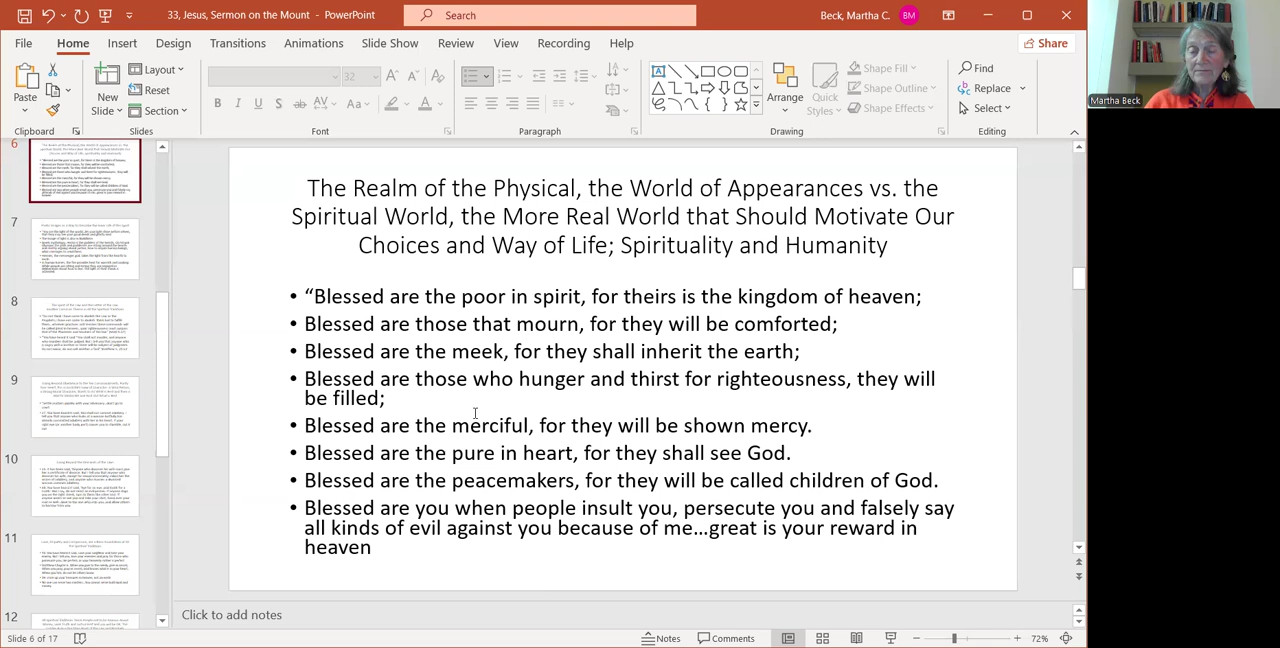 33, Jesus, Sermon on the Mount - PowerPoint
Search
Beck, Martha C.
BM
File Home Insert Draw Design Transitions Animations Slide Show Review View Recording Help
Share
Paste
Clipboard
New
Slide
Layout
Reset
Section
Slides
32
B I U S ab AV Aa A
Font
Paragraph
Arrange
Quick
Styles
Shape Fill
Shape Outline
Shape Effects
Drawing
Find
Replace
Select
Editing
Martha Beck
6
7
8
9
10
11
12
The Realm of the Physical, the World of Appearances vs. the
Spiritual World, the More Real World that Should Motivate Our
Choices and Way of Life; Spirituality and Humanity
• “Blessed are the poor in spirit, for theirs is the kingdom of heaven;
• Blessed are those that mourn, for they will be comforted;
• Blessed are the meek, for they shall inherit the earth;
• Blessed are those who hunger and thirst for righteousness, they will
be filled;
• Blessed are the merciful, for they will be shown mercy.
• Blessed are the pure in heart, for they shall see God.
• Blessed are the peacemakers, for they will be called children of God.
• Blessed are you when people insult you, persecute you and falsely say
all kinds of evil against you because of me...great is your reward in
heaven
Click to add notes
Slide 6 of 17
Notes
Comments
72%